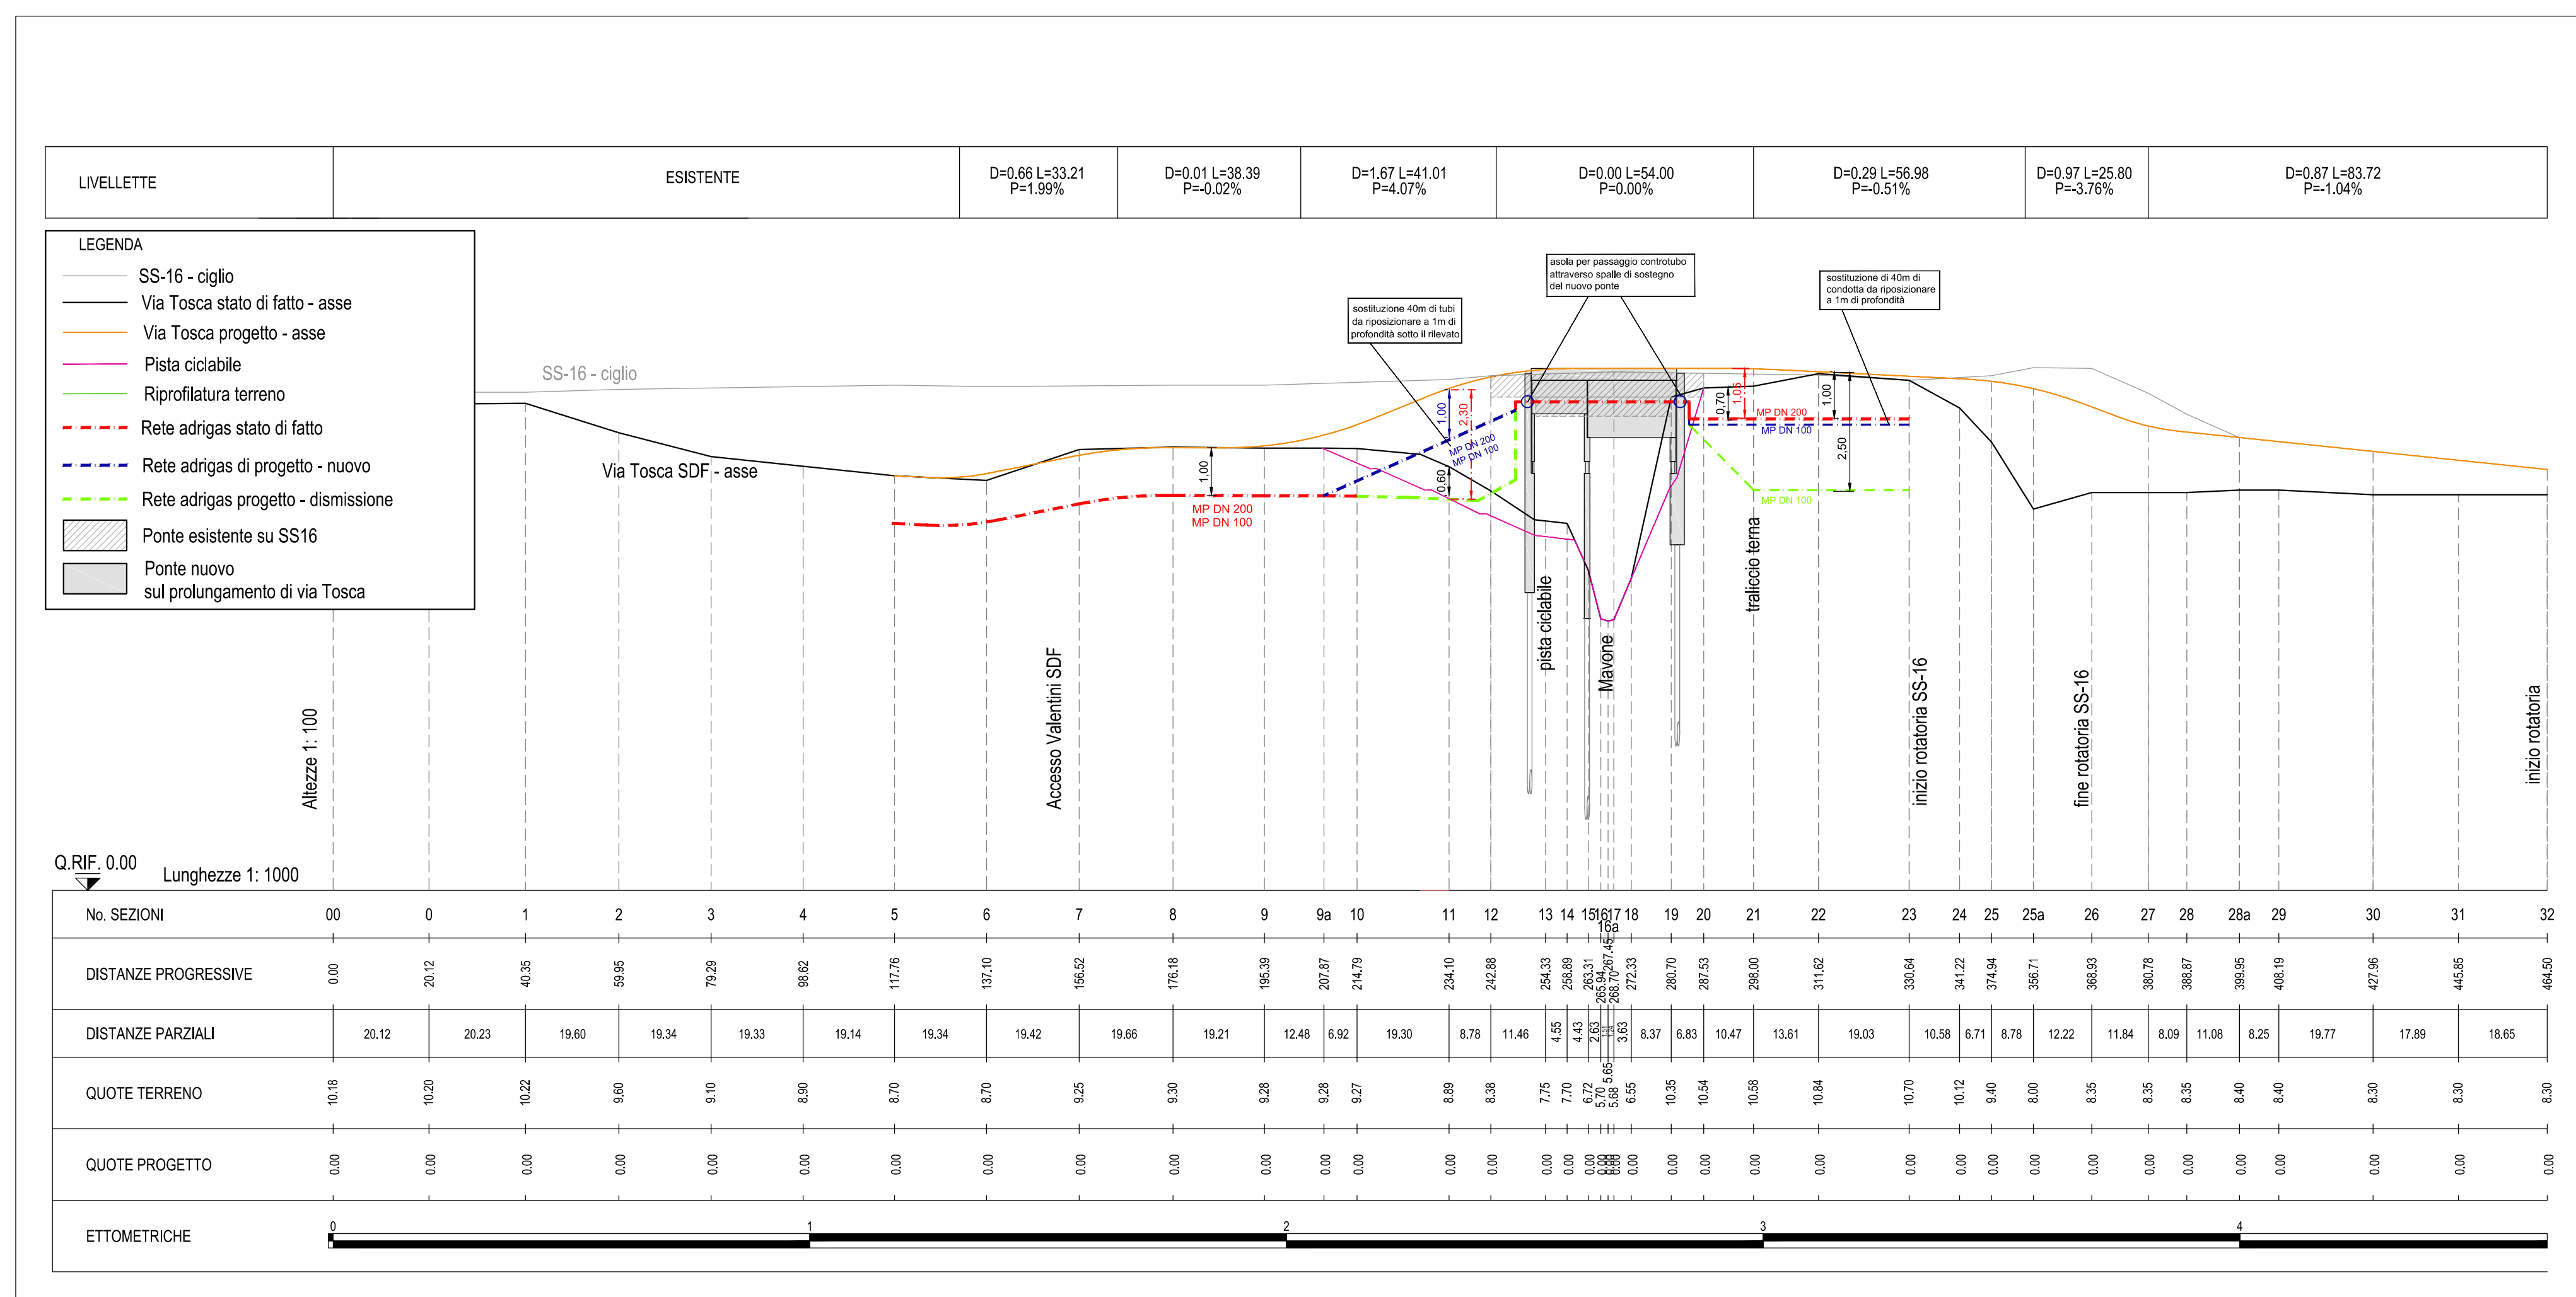 LIVELLETTE
ESISTENTE
D=0.66 L=33.21
P=1.99%
D=0.01 L=38.39
P=-0.02%
D=1.67 L=41.01
P=4.07%
D=0.00 L=54.00
P=0.00%
D=0.29 L=56.98
P=-0.51%
D=0.97 L=25.80
P=-3.76%
D=0.87 L=83.72
P=-1.04%
LEGENDA
SS-16 - ciglio
Via Tosca stato di fatto - asse
Via Tosca progetto - asse
Pista ciclabile
Riprofilatura terreno
Rete adrigas stato di fatto
Rete adrigas di progetto - nuovo
Rete adrigas progetto - dismissione
Ponte esistente su SS16
Ponte nuovo
sul prolungamento di via Tosca
SS-16 - ciglio
Via Tosca SDF - asse
asola per passaggio controtubo
attraverso spalle di sostegno
del nuovo ponte
sostituzione 40m di tubi
da riposizionare a 1m di
profondità sotto il rilevato
sostituzione di 40m di
condotta da riposizionare
a 1m di profondità
1,00
MP DN 200
MP DN 100
1,00
2,30
0,60
MP DN 200
MP DN 100
0,70
1,05
1,00
2,50
MP DN 200
MP DN 100
MP DN 100
Altezze 1: 100
Accesso Valentini SDF
pista ciclabile
Mavone
traliccio terna
inizio rotatoria SS-16
fine rotatoria SS-16
inizio rotatoria
Q.RIF. 0.00
Lunghezze 1: 1000
No. SEZIONI 00 0 1 2 3 4 5 6 7 8 9 9a 10 11 12 13 14 15 16 16a 17 18 19 20 21 22 23 24 25 25a 26 27 28 28a 29 30 31 32
DISTANZE PROGRESSIVE 0.00 20.12 40.35 59.95 79.29 98.62 117.76 137.10 156.52 176.18 195.39 207.87 214.79 234.10 242.88 254.33 258.89 263.31 265.94 267.45 268.70 272.33 280.70 287.53 298.00 311.62 330.64 341.22 374.94 356.71 368.93 380.78 388.87 399.95 408.19 427.96 445.85 464.50
DISTANZE PARZIALI 20.12 20.23 19.60 19.34 19.33 19.14 19.34 19.42 19.66 19.21 12.48 6.92 19.30 8.78 11.46 4.55 4.43 2.63 3.63 8.37 6.83 10.47 13.61 19.03 10.58 6.71 8.78 12.22 11.84 8.09 11.08 8.25 19.77 17.89 18.65
QUOTE TERRENO 10.18 10.20 10.22 9.60 9.10 8.90 8.70 8.70 9.25 9.30 9.28 9.28 9.27 8.89 8.38 7.75 7.70 6.72 5.70 5.65 5.68 6.55 10.35 10.54 10.58 10.84 10.70 10.12 9.40 8.00 8.35 8.35 8.35 8.40 8.40 8.30 8.30 8.30
QUOTE PROGETTO 0.00 0.00 0.00 0.00 0.00 0.00 0.00 0.00 0.00 0.00 0.00 0.00 0.00 0.00 0.00 0.00 0.00 0.00 0.00 0.00 0.00 0.00 0.00 0.00 0.00 0.00 0.00 0.00 0.00 0.00 0.00 0.00 0.00 0.00 0.00 0.00 0.00 0.00
ETTOMETRICHE 0 1 2 3 4